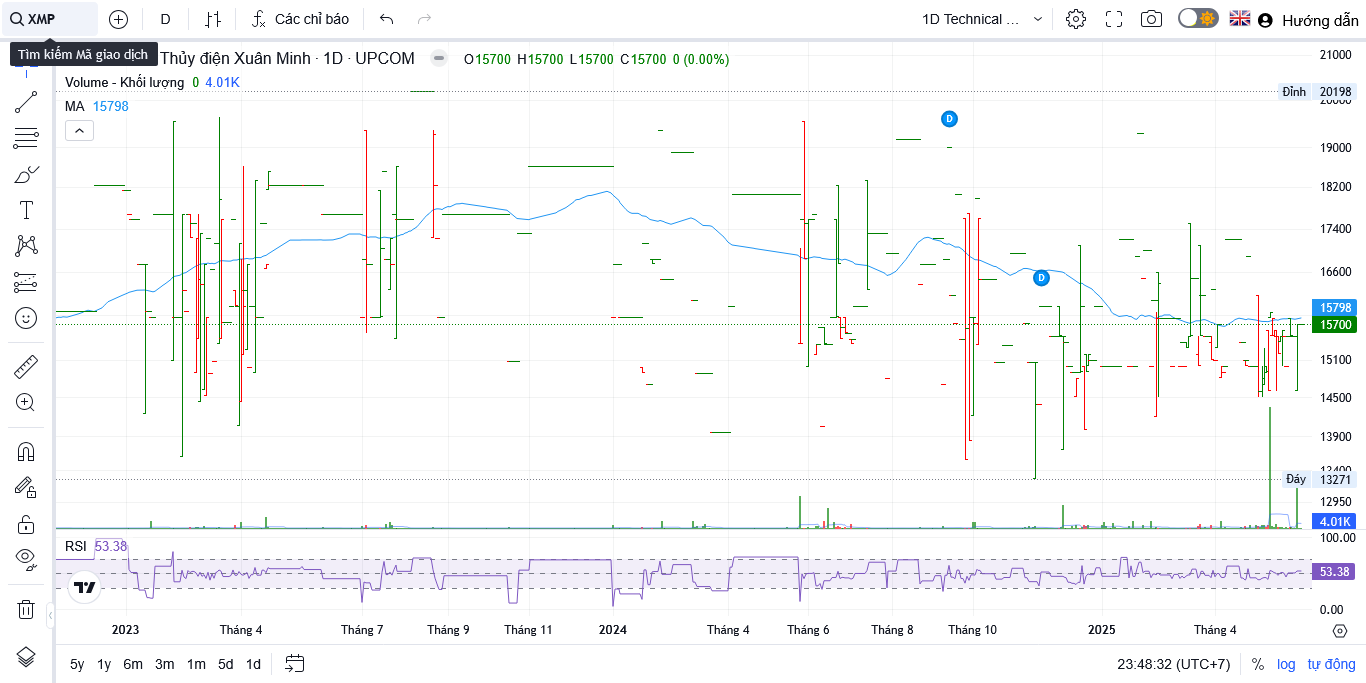 XMP
D
Các chỉ báo
1D Technical ...
Hướng dẫn
Tìm kiếm Mã giao dịch
Thủy điện Xuân Minh · 1D · UPCOM
O15700 H15700 L15700 C15700 0 (0.00%)
Volume - Khối lượng 0 4.01K
MA 15798
21000
Đỉnh 20198
20000
D
19000
18200
17400
16600
D
15798
15700
15100
14500
13900
13400
Đáy 13271
12950
4.01K
RSI 53.38
100.00
53.38
0.00
2023 Tháng 4 Tháng 7 Tháng 9 Tháng 11 2024 Tháng 4 Tháng 6 Tháng 8 Tháng 10 2025 Tháng 4
5y 1y 6m 3m 1m 5d 1d
23:48:32 (UTC+7) % log tự động